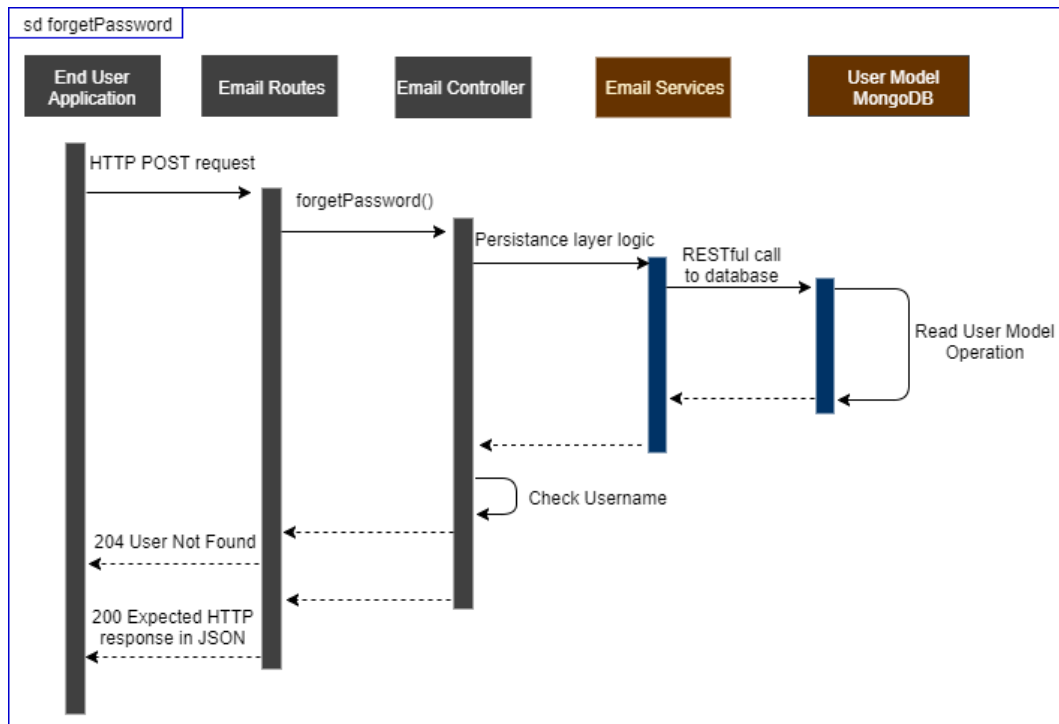 sd forgetPassword
End User
Application
Email Routes
Email Controller
Email Services
User Model
MongoDB
HTTP POST request
forgetPassword()
Persistance layer logic
RESTful call
to database
Read User Model
Operation
Check Username
204 User Not Found
200 Expected HTTP
response in JSON